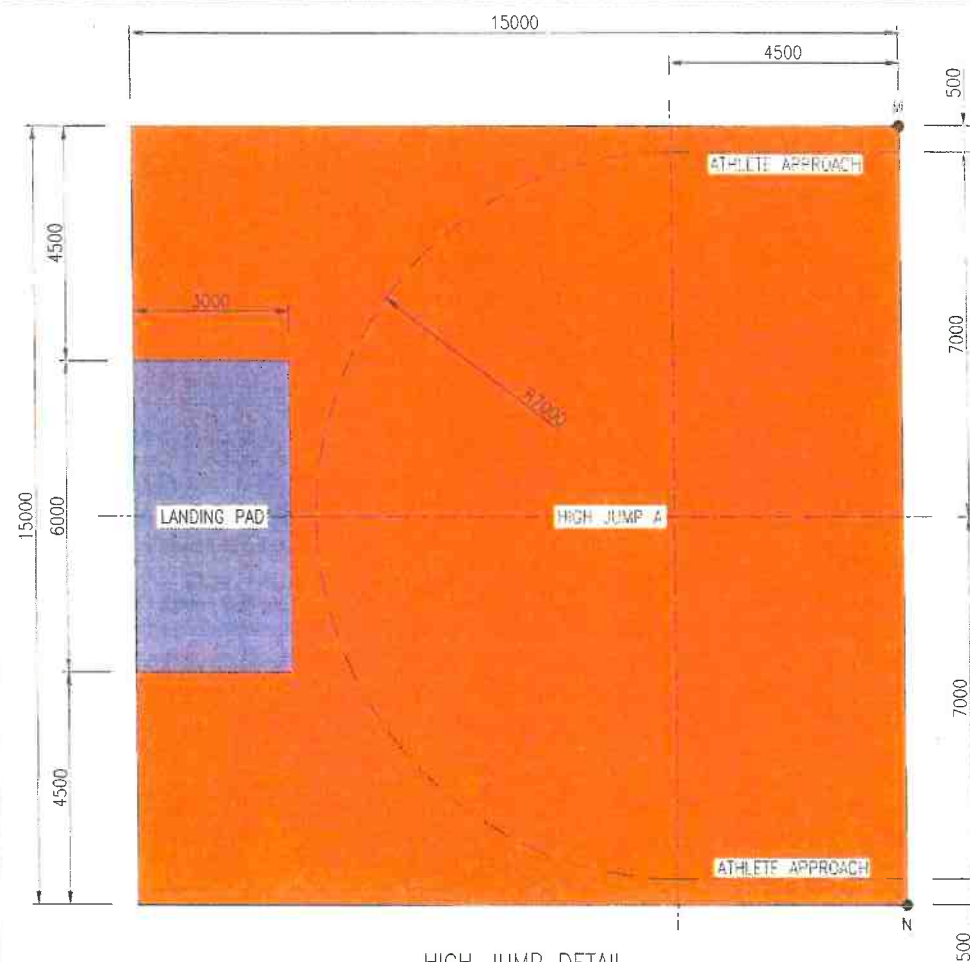 15000
4500
500
M
ATHLETE APPROACH
4500
3000
7000
R7000
15000
6000
LANDING PAD
HIGH JUMP A
7000
4500
ATHLETE APPROACH
N
500
HIGH JUMP DETAIL